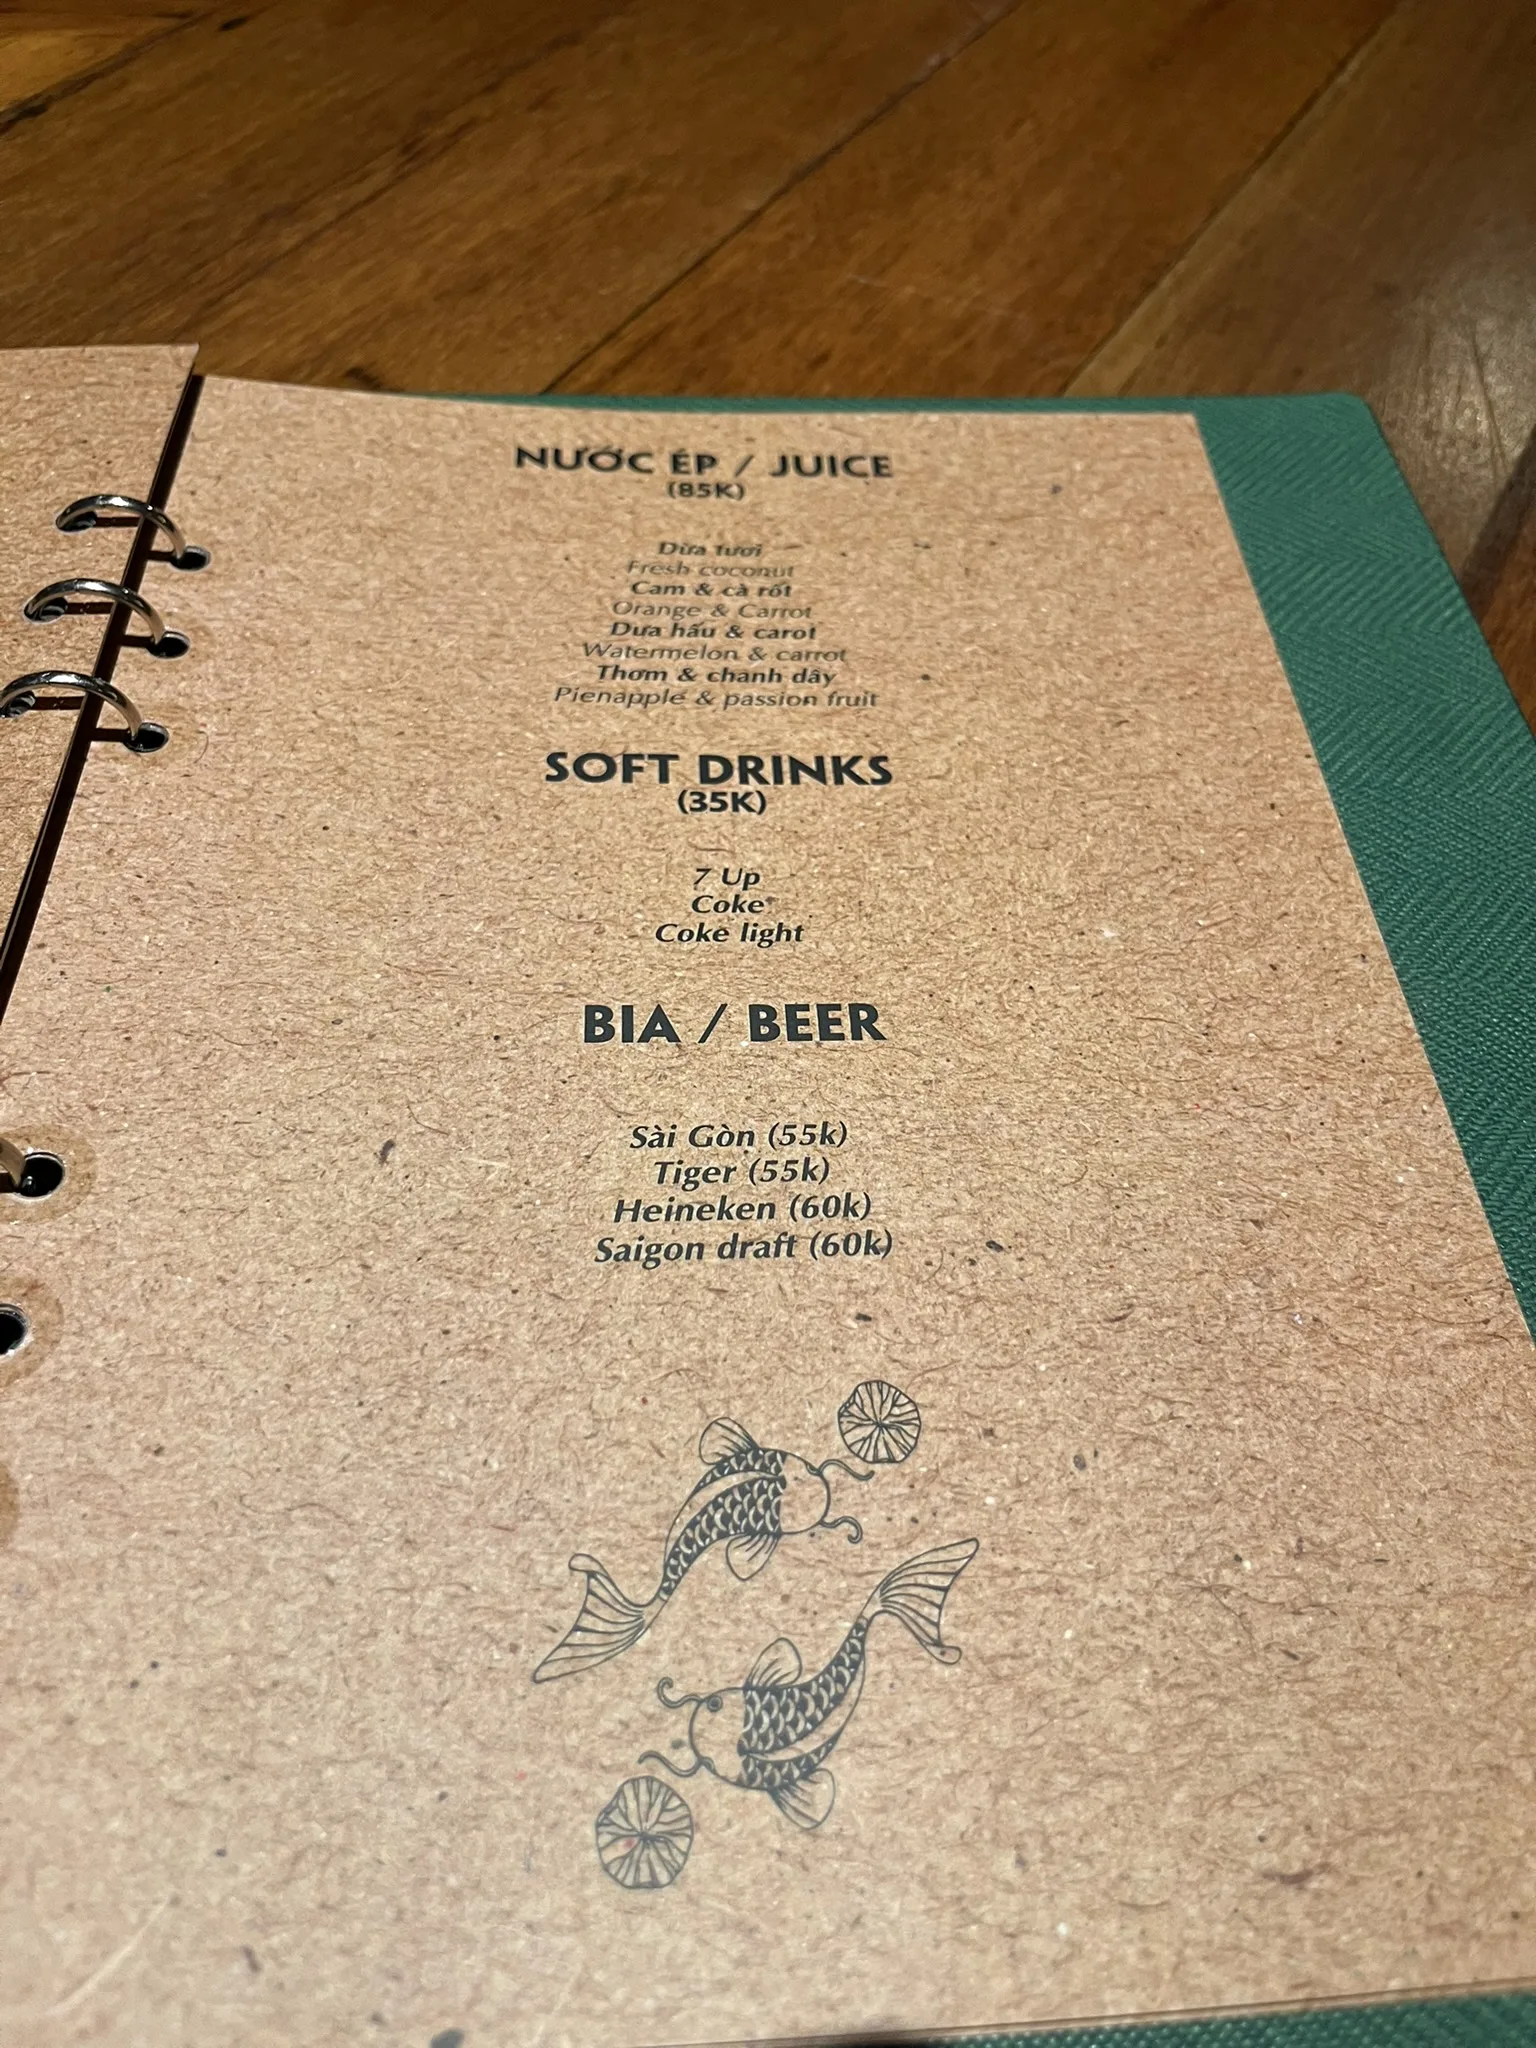 NƯỚC ÉP / JUICE
(85K)
Dừa tươi
Fresh coconut
Cam & cà rốt
Orange & Carrot
Dưa hấu & carot
Watermelon & carrot
Thơm & chanh dây
Pienapple & passion fruit
SOFT DRINKS
(35K)
7 Up
Coke
Coke light
BIA / BEER
Sài Gòn (55k)
Tiger (55k)
Heineken (60k)
Saigon draft (60k)